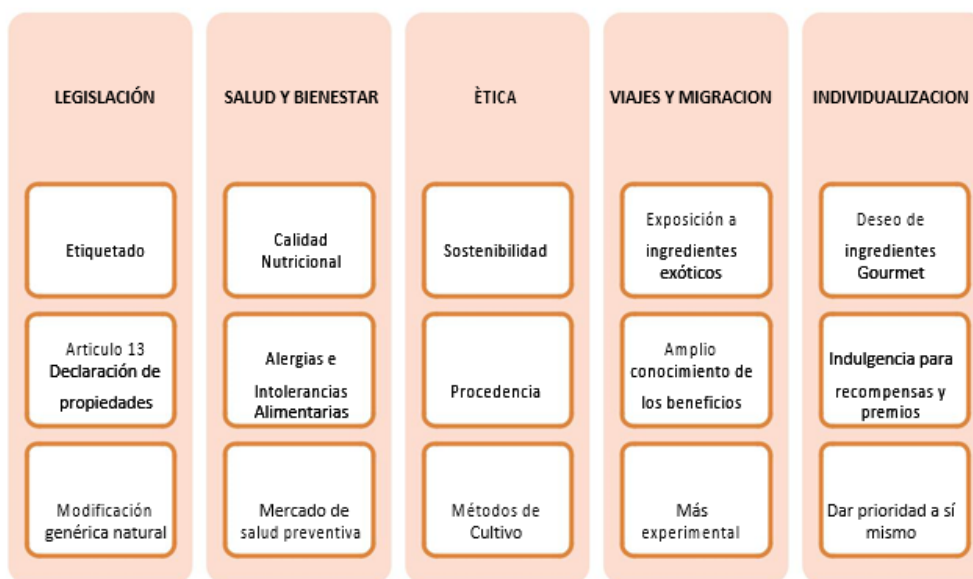 LEGISLACIÓN
Etiquetado
Articulo 13
Declaración de
propiedades
Modificación
genérica natural
SALUD Y BIENESTAR
Calidad
Nutricional
Alergias e
Intolerancias
Alimentarias
Mercado de
salud preventiva
ÈTICA
Sostenibilidad
Procedencia
Métodos de
Cultivo
VIAJES Y MIGRACION
Exposición a
ingredientes
exóticos
Amplio
conocimiento de
los beneficios
Más
experimental
INDIVIDUALIZACION
Deseo de
ingredientes
Gourmet
Indulgencia para
recompensas y
premios
Dar prioridad a sí
mismo